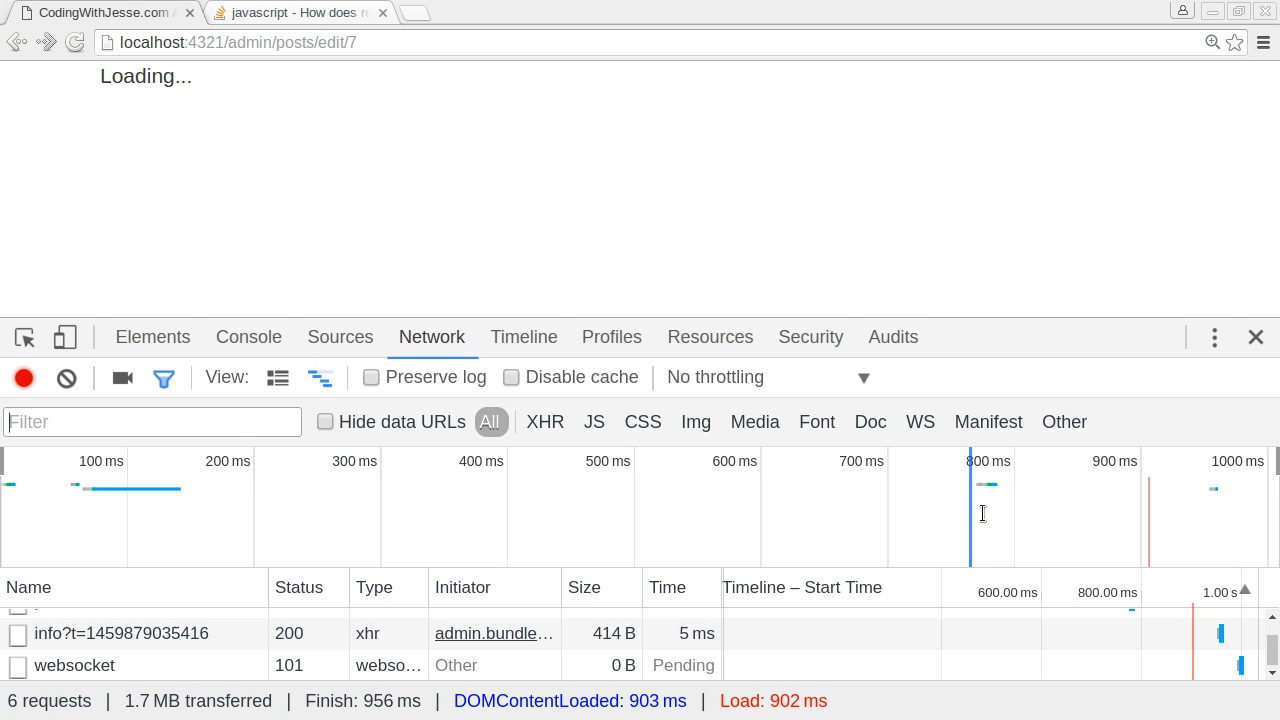 CodingWithJesse.com
javascript - How does re
localhost:4321/admin/posts/edit/7
Loading...
Elements Console Sources Network Timeline Profiles Resources Security Audits
View: Preserve log Disable cache No throttling
Filter Hide data URLs All XHR JS CSS Img Media Font Doc WS Manifest Other
100 ms 200 ms 300 ms 400 ms 500 ms 600 ms 700 ms 800 ms 900 ms 1000 ms
Name Status Type Initiator Size Time Timeline – Start Time 600.00 ms 800.00 ms 1.00 s
info?t=1459879035416 200 xhr admin.bundle… 414 B 5 ms
websocket 101 webso… Other 0 B Pending
6 requests | 1.7 MB transferred | Finish: 956 ms | DOMContentLoaded: 903 ms | Load: 902 ms